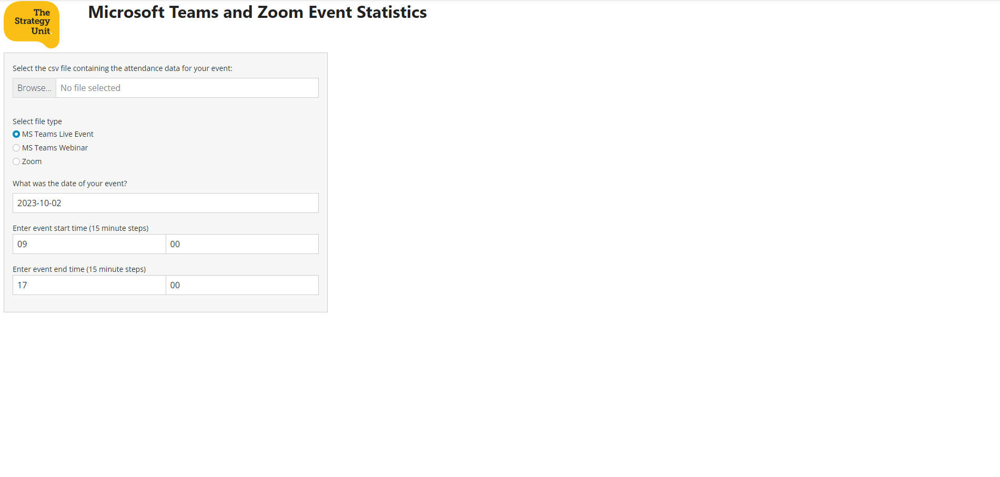 The
Strategy
Unit
Microsoft Teams and Zoom Event Statistics
Select the csv file containing the attendance data for your event:
Browse... No file selected
Select file type
MS Teams Live Event
MS Teams Webinar
Zoom
What was the date of your event?
2023-10-02
Enter event start time (15 minute steps)
09 00
Enter event end time (15 minute steps)
17 00